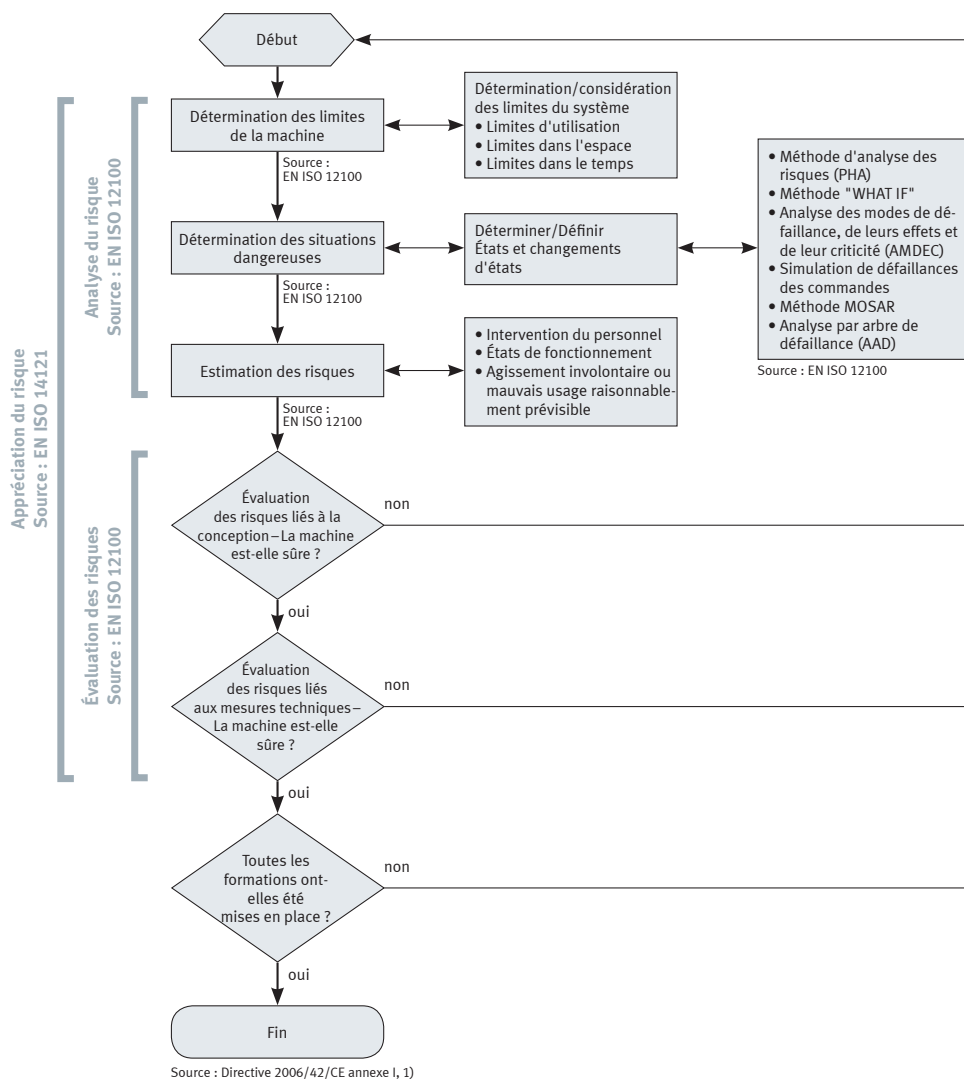 Début
Détermination des limites
de la machine
Source :
EN ISO 12100
Détermination/considération
des limites du système
• Limites d'utilisation
• Limites dans l'espace
• Limites dans le temps
Détermination des situations
dangereuses
Source :
EN ISO 12100
Déterminer/Définir
États et changements
d'états
• Méthode d'analyse des
risques (PHA)
• Méthode "WHAT IF"
• Analyse des modes de dé-
faillance, de leurs effets et
de leur criticité (AMDEC)
• Simulation de défaillances
des commandes
• Méthode MOSAR
• Analyse par arbre de
défaillance (AAD)
Source : EN ISO 12100
Estimation des risques
Source :
EN ISO 12100
• Intervention du personnel
• États de fonctionnement
• Agissement involontaire ou
mauvais usage raisonnable-
ment prévisible
Appréciation du risque
Source : EN ISO 14121
Analyse du risque
Source : EN ISO 12100
Évaluation des risques
Source : EN ISO 12100
Évaluation
des risques liés à la
conception – La machine
est-elle sûre ?
non
oui
Évaluation
des risques liés
aux mesures techniques –
La machine est-elle
sûre ?
non
oui
Toutes les
formations ont-
elles été
mises en place ?
non
oui
Fin
Source : Directive 2006/42/CE annexe I, 1)